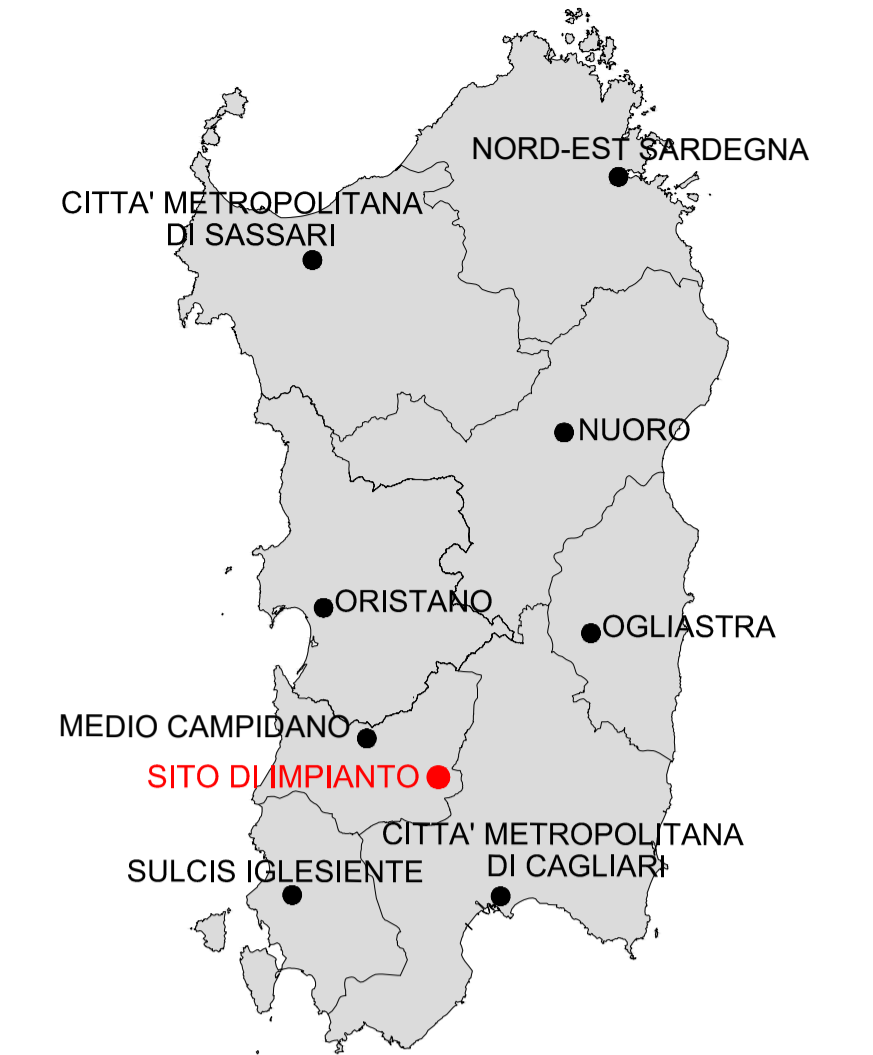 NORD-EST SARDEGNA
CITTA' METROPOLITANA
DI SASSARI
NUORO
ORISTANO
OGLIASTRA
MEDIO CAMPIDANO
SITO DI IMPIANTO
CITTA' METROPOLITANA
DI CAGLIARI
SULCIS IGLESIENTE